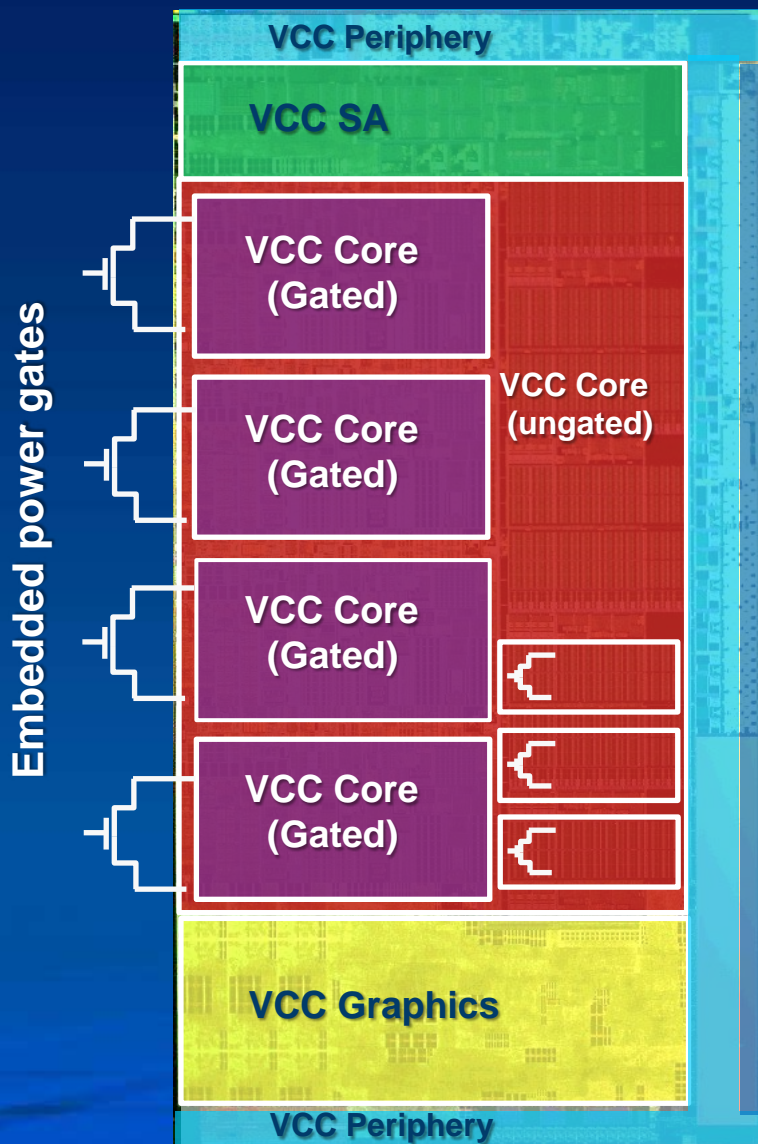 VCC Periphery
VCC SA
Embedded power gates
VCC Core
(Gated)
VCC Core
(ungated)
VCC Core
(Gated)
VCC Core
(Gated)
VCC Core
(Gated)
VCC Graphics
VCC Periphery